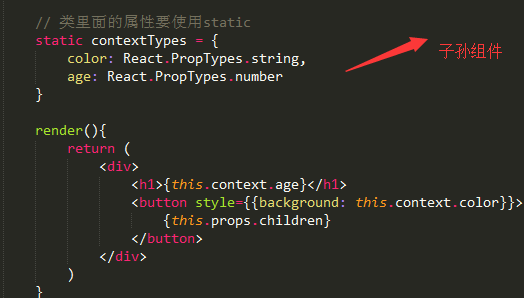 // 类里面的属性要使用static
static contextTypes = {
    color: React.PropTypes.string,
    age: React.PropTypes.number
}
子孙组件
render(){
    return (
        <div>
            <h1>{this.context.age}</h1>
            <button style={{background: this.context.color}}>
                {this.props.children}
            </button>
        </div>
    )
}